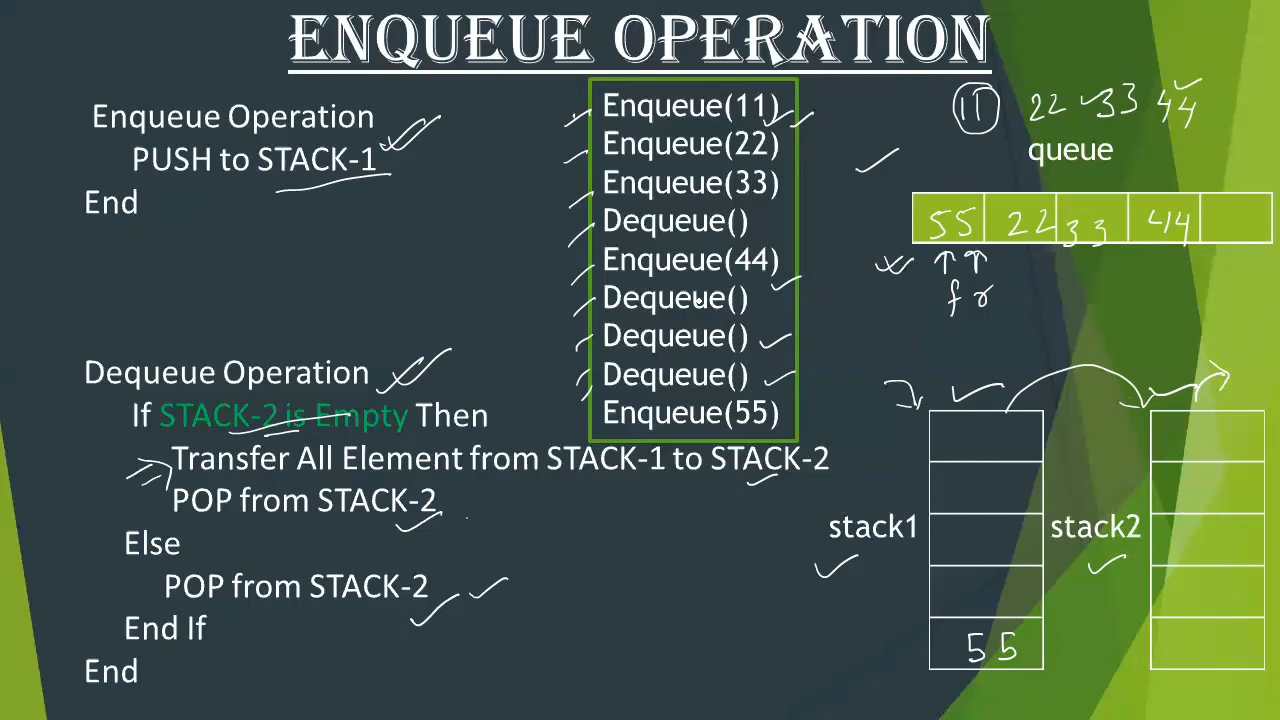 ENQUEUE OPERATION
Enqueue Operation
PUSH to STACK-1
End
Dequeue Operation
If STACK-2 is Empty Then
Transfer All Element from STACK-1 to STACK-2
POP from STACK-2
Else
POP from STACK-2
End If
End
Enqueue(11)
Enqueue(22)
Enqueue(33)
Dequeue()
Enqueue(44)
Dequeue()
Dequeue()
Dequeue()
Enqueue(55)
11 22 33 44
queue
55 22 33 44
f r
stack1
55
stack2